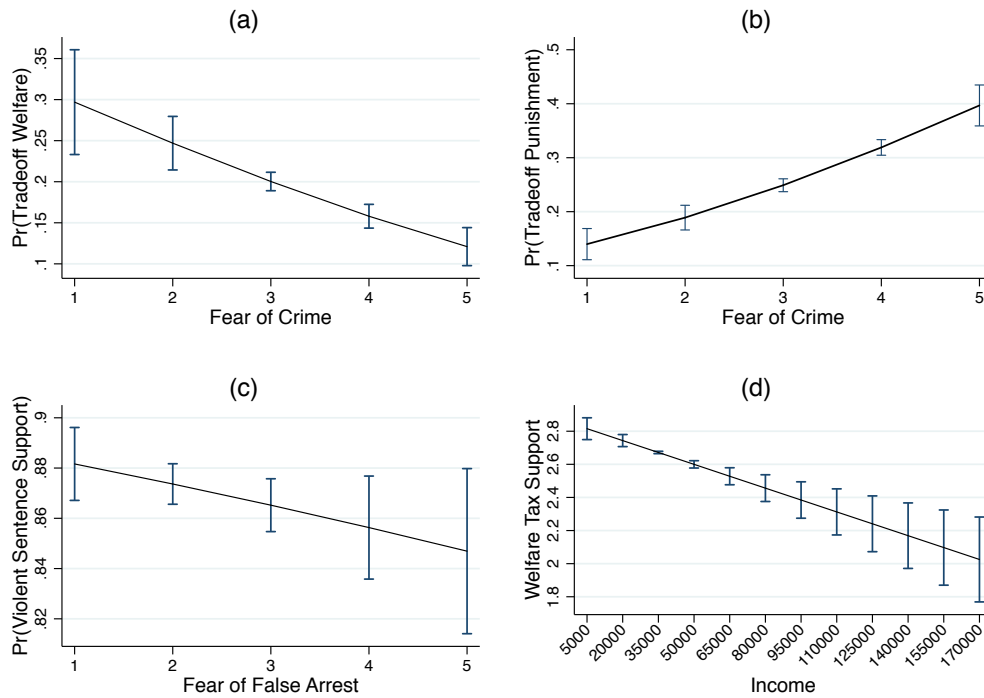 (a)
Pr(Tradeoff Welfare)
.35
.3
.25
.2
.15
.1
1 2 3 4 5
Fear of Crime
(b)
Pr(Tradeoff Punishment)
.5
.4
.3
.2
.1
1 2 3 4 5
Fear of Crime
(c)
Pr(Violent Sentence Support)
.9
.88
.86
.84
.82
1 2 3 4 5
Fear of False Arrest
(d)
Welfare Tax Support
2.8
2.6
2.4
2.2
2
1.8
5000 20000 35000 50000 65000 80000 95000 110000 125000 140000 155000 170000
Income